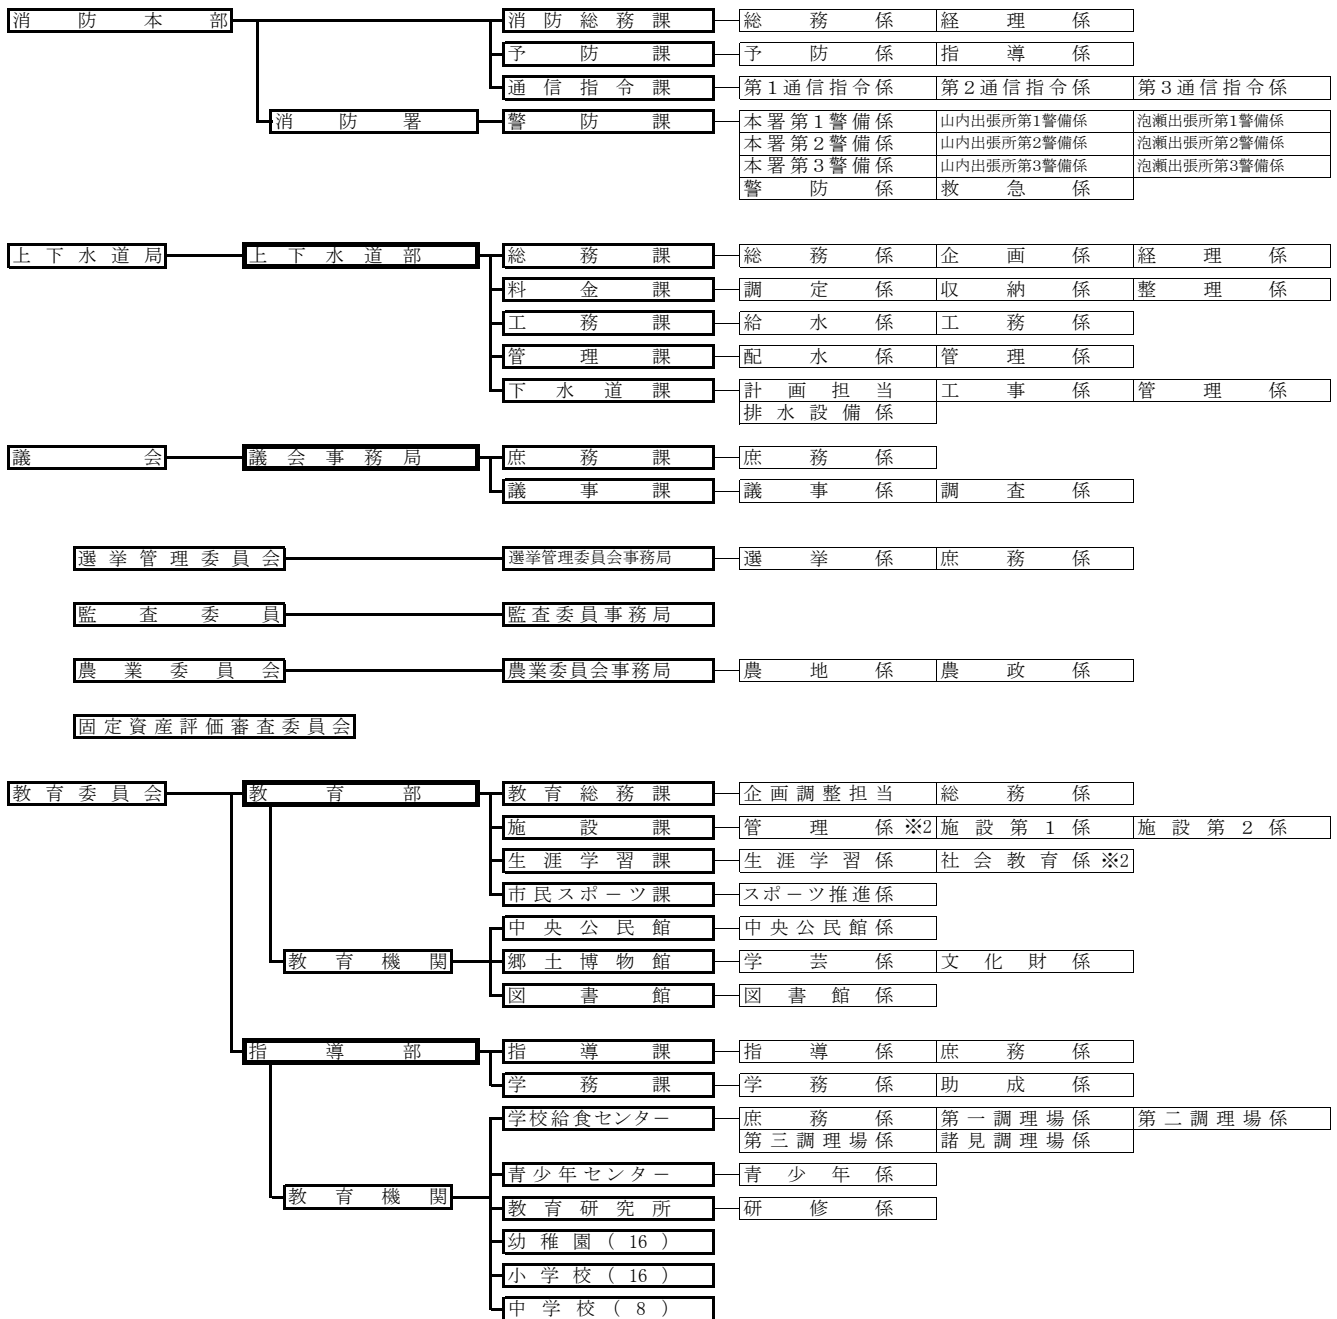 消防本部 消防総務課 総務係 経理係
予防課 予防係 指導係
通信指令課 第1通信指令係 第2通信指令係 第3通信指令係
消防署 警防課 本署第1警備係 山内出張所第1警備係 泡瀬出張所第1警備係
本署第2警備係 山内出張所第2警備係 泡瀬出張所第2警備係
本署第3警備係 山内出張所第3警備係 泡瀬出張所第3警備係
警防係 救急係
上下水道局 上下水道部 総務課 総務係 企画係 経理係
料金課 調定係 収納係 整理係
工務課 給水係 工務係
管理課 配水係 管理係
下水道課 計画担当 工事係 管理係
排水設備係
議会 議会事務局 庶務課 庶務係
議事課 議事係 調査係
選挙管理委員会 選挙管理委員会事務局 選挙係 庶務係
監査委員 監査委員事務局
農業委員会 農業委員会事務局 農地係 農政係
固定資産評価審査委員会
教育委員会 教育部 教育総務課 企画調整担当 総務係
施設課 管理係※2 施設第1係 施設第2係
生涯学習課 生涯学習係 社会教育係※2
市民スポーツ課 スポーツ推進係
中央公民館 中央公民館係
教育機関 郷土博物館 学芸係 文化財係
図書館 図書館係
指導部 指導課 指導係 庶務係
学務課 学務係 助成係
学校給食センター 庶務係 第一調理場係 第二調理場係
第三調理場係 諸見調理場係
青少年センター 青少年係
教育機関 教育研究所 研修係
幼稚園(16)
小学校(16)
中学校(8)